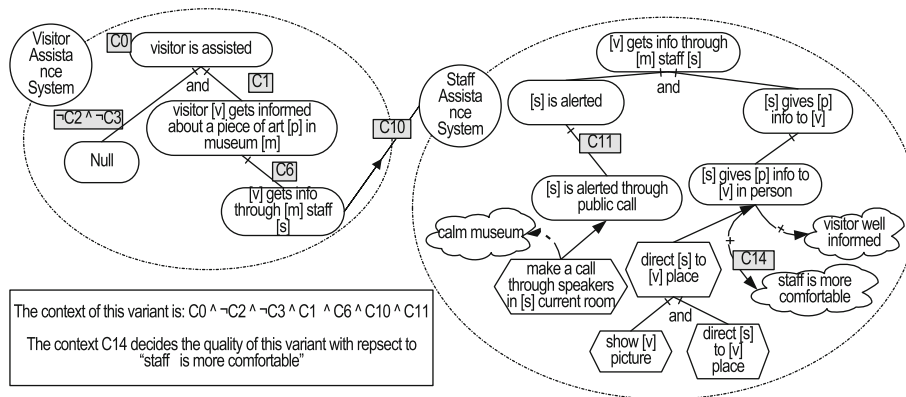 Visitor
Assista
nce
System
C0
visitor is assisted
and
C1
¬C2 ^ ¬C3
Null
visitor [v] gets informed
about a piece of art [p] in
museum [m]
C6
[v] gets info
through [m] staff
[s]
C10
Staff
Assista
nce
System
[v] gets info through
[m] staff [s]
and
[s] is alerted
[s] gives [p]
info to [v]
C11
[s] is alerted through
public call
[s] gives [p] info to
[v] in person
calm museum
make a call
through speakers
in [s] current room
direct [s] to
[v] place
and
show [v]
picture
direct [s]
to [v]
place
visitor well
informed
C14
staff is more
comfortable
The context of this variant is: C0 ^ ¬C2 ^ ¬C3 ^ C1 ^ C6 ^ C10 ^ C11
The context C14 decides the quality of this variant with repsect to
“staff is more comfortable”